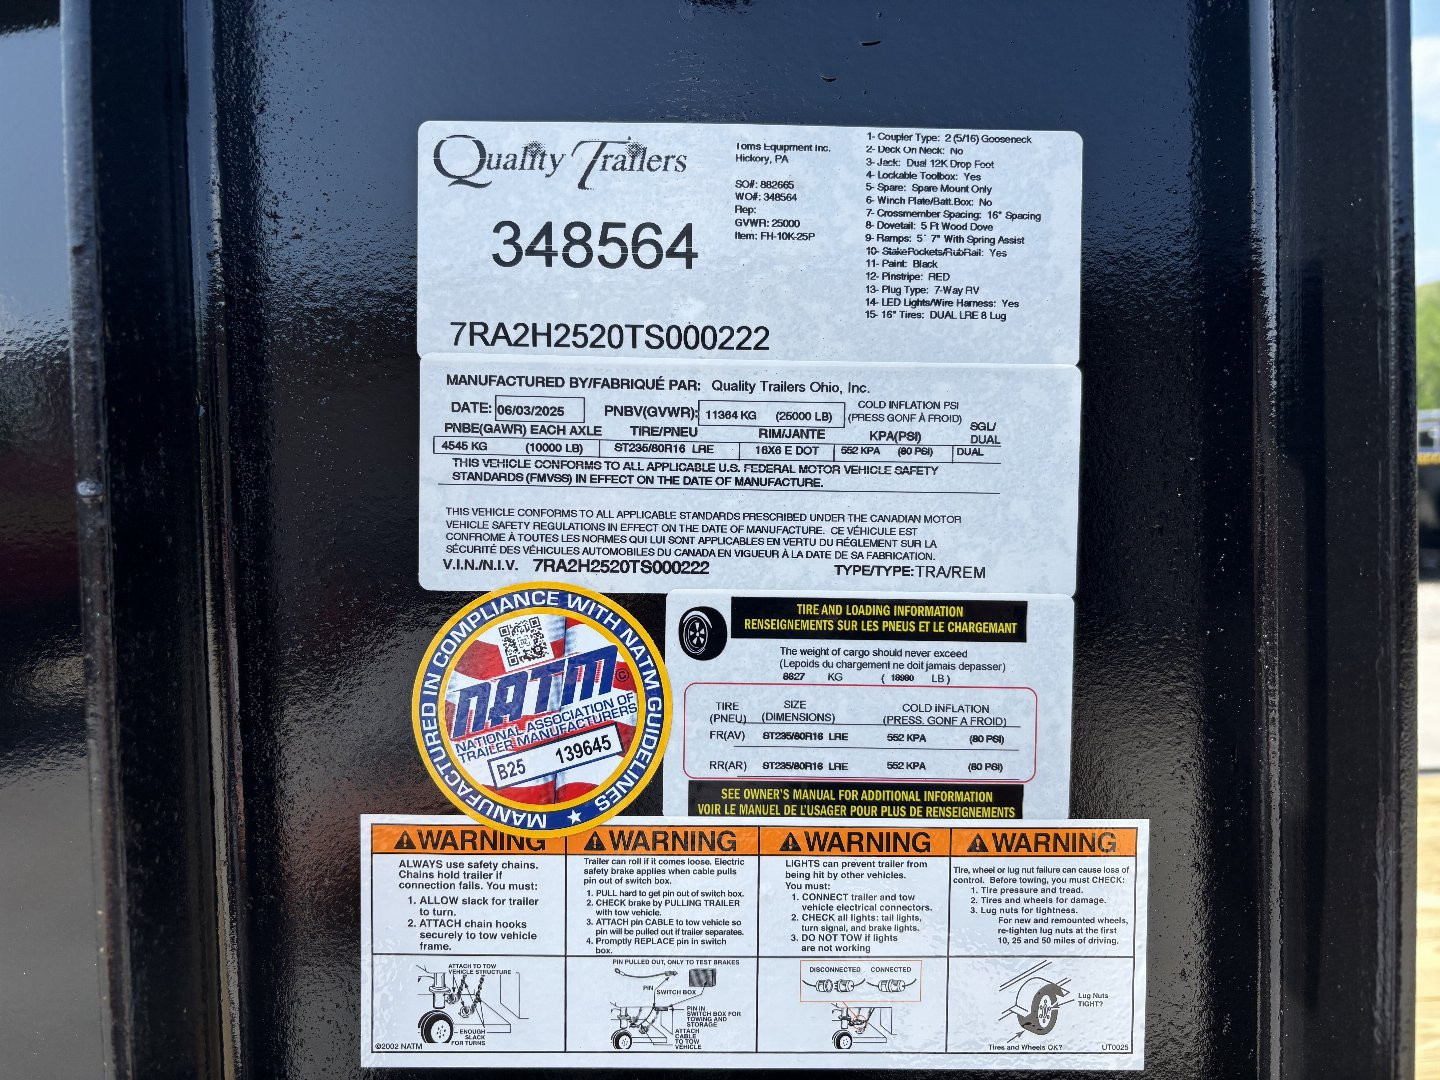 Quality Trailers
348564
7RA2H2520TS000222
Toms Equipment Inc.
Hickory, PA
SO#: 882665
WO#: 348564
Rep:
GVWR: 25000
Item: FH-10K-25P
1- Coupler Type: 2 (5/16) Gooseneck
2- Deck On Neck: No
3- Jack: Dual 12K Drop Foot
4- Lockable Toolbox: Yes
5- Spare: Spare Mount Only
6- Winch Plate/Batt.Box: No
7- Crossmember Spacing: 16" Spacing
8- Dovetail: 5 Ft Wood Dove
9- Ramps: 5' 7" With Spring Assist
10- StakePockets/RubRail: Yes
11- Paint: Black
12- Pinstripe: RED
13- Plug Type: 7-Way RV
14- LED Lights/Wire Harness: Yes
15- 16" Tires: DUAL LRE 8 Lug
MANUFACTURED BY/FABRIQUÉ PAR: Quality Trailers Ohio, Inc.
DATE: 06/03/2025 PNBV(GVWR): 11364 KG (25000 LB) COLD INFLATION PSI
(PRESS GONF À FROID)
PNBE(GAWR) EACH AXLE TIRE/PNEU RIM/JANTE KPA(PSI) SGL/
DUAL
4545 KG (10000 LB) ST235/80R16 LRE 16X6 E DOT 552 KPA (80 PSI) DUAL
THIS VEHICLE CONFORMS TO ALL APPLICABLE U.S. FEDERAL MOTOR VEHICLE SAFETY
STANDARDS (FMVSS) IN EFFECT ON THE DATE OF MANUFACTURE.
THIS VEHICLE CONFORMS TO ALL APPLICABLE STANDARDS PRESCRIBED UNDER THE CANADIAN MOTOR
VEHICLE SAFETY REGULATIONS IN EFFECT ON THE DATE OF MANUFACTURE. CE VÉHICULE EST
CONFROME À TOUTES LES NORMES QUI LUI SONT APPLICABLES EN VERTU DU RÉGLEMENT SUR LA
SÉCURITÉ DES VÉHICULES AUTOMOBILES DU CANADA EN VIGUEUR À LA DATE DE SA FABRICATION.
V.I.N./N.I.V. 7RA2H2520TS000222 TYPE/TYPE: TRA/REM
MANUFACTURED IN COMPLIANCE WITH NATM GUIDELINES
NATM©
NATIONAL ASSOCIATION OF
TRAILER MANUFACTURERS
B25 139645
TIRE AND LOADING INFORMATION
RENSEIGNEMENTS SUR LES PNEUS ET LE CHARGEMANT
The weight of cargo should never exceed
(Lepoids du chargement ne doit jamais depasser)
8627 KG ( 18980 LB )
TIRE SIZE COLD INFLATION
(PNEU) (DIMENSIONS) (PRESS. GONF A FROID)
FR(AV) ST235/80R16 LRE 552 KPA (80 PSI)
RR(AR) ST235/80R16 LRE 552 KPA (80 PSI)
SEE OWNER'S MANUAL FOR ADDITIONAL INFORMATION
VOIR LE MANUEL DE L'USAGER POUR PLUS DE RENSEIGNEMENTS
WARNING
ALWAYS use safety chains.
Chains hold trailer if
connection fails. You must:
1. ALLOW slack for trailer
to turn.
2. ATTACH chain hooks
securely to tow vehicle
frame.
ATTACH TO TOW
VEHICLE STRUCTURE
ENOUGH
SLACK
FOR TURNS
©2002 NATM
WARNING
Trailer can roll if it comes loose. Electric
safety brake applies when cable pulls
pin out of switch box.
1. PULL hard to get pin out of switch box.
2. CHECK brake by PULLING TRAILER
with tow vehicle.
3. ATTACH pin CABLE to tow vehicle so
pin will be pulled out if trailer separates.
4. Promptly REPLACE pin in switch
box.
PIN PULLED OUT, ONLY TO TEST BRAKES
PIN
SWITCH BOX
PIN IN
SWITCH BOX FOR
TOWING AND
STORAGE
ATTACH
CABLE
TO TOW
VEHICLE
WARNING
LIGHTS can prevent trailer from
being hit by other vehicles.
You must:
1. CONNECT trailer and tow
vehicle electrical connectors.
2. CHECK all lights: tail lights,
turn signal, and brake lights.
3. DO NOT TOW if lights
are not working
DISCONNECTED CONNECTED
WARNING
Tire, wheel or lug nut failure can cause loss of
control. Before towing, you must CHECK:
1. Tire pressure and tread.
2. Tires and wheels for damage.
3. Lug nuts for tightness.
For new and remounted wheels,
re-tighten lug nuts at the first
10, 25 and 50 miles of driving.
Lug Nuts
TIGHT?
Tires and Wheels OK?
UT0025